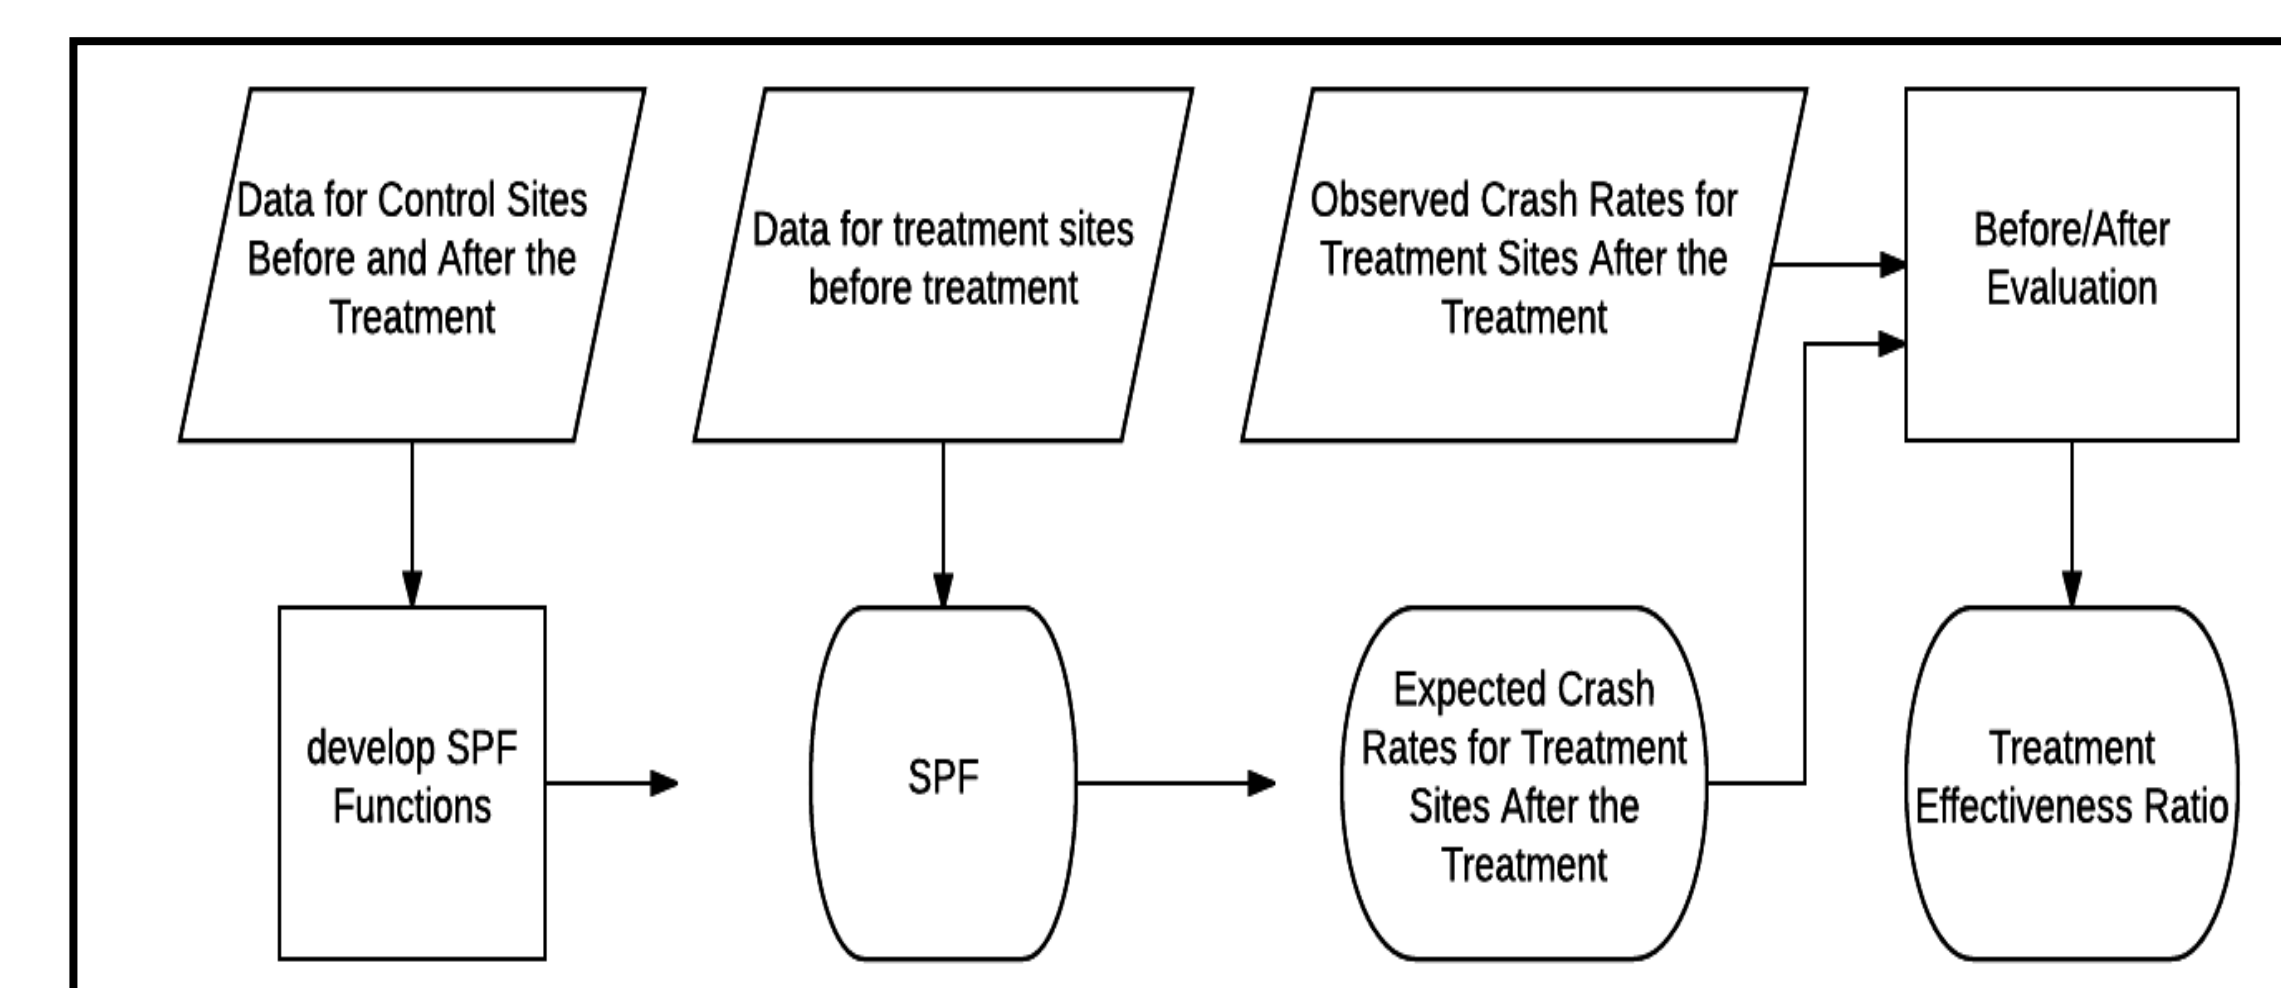 Data for Control Sites
Before and After the
Treatment
Data for treatment sites
before treatment
Observed Crash Rates for
Treatment Sites After the
Treatment
Before/After
Evaluation
develop SPF
Functions
SPF
Expected Crash
Rates for Treatment
Sites After the
Treatment
Treatment
Effectiveness Ratio